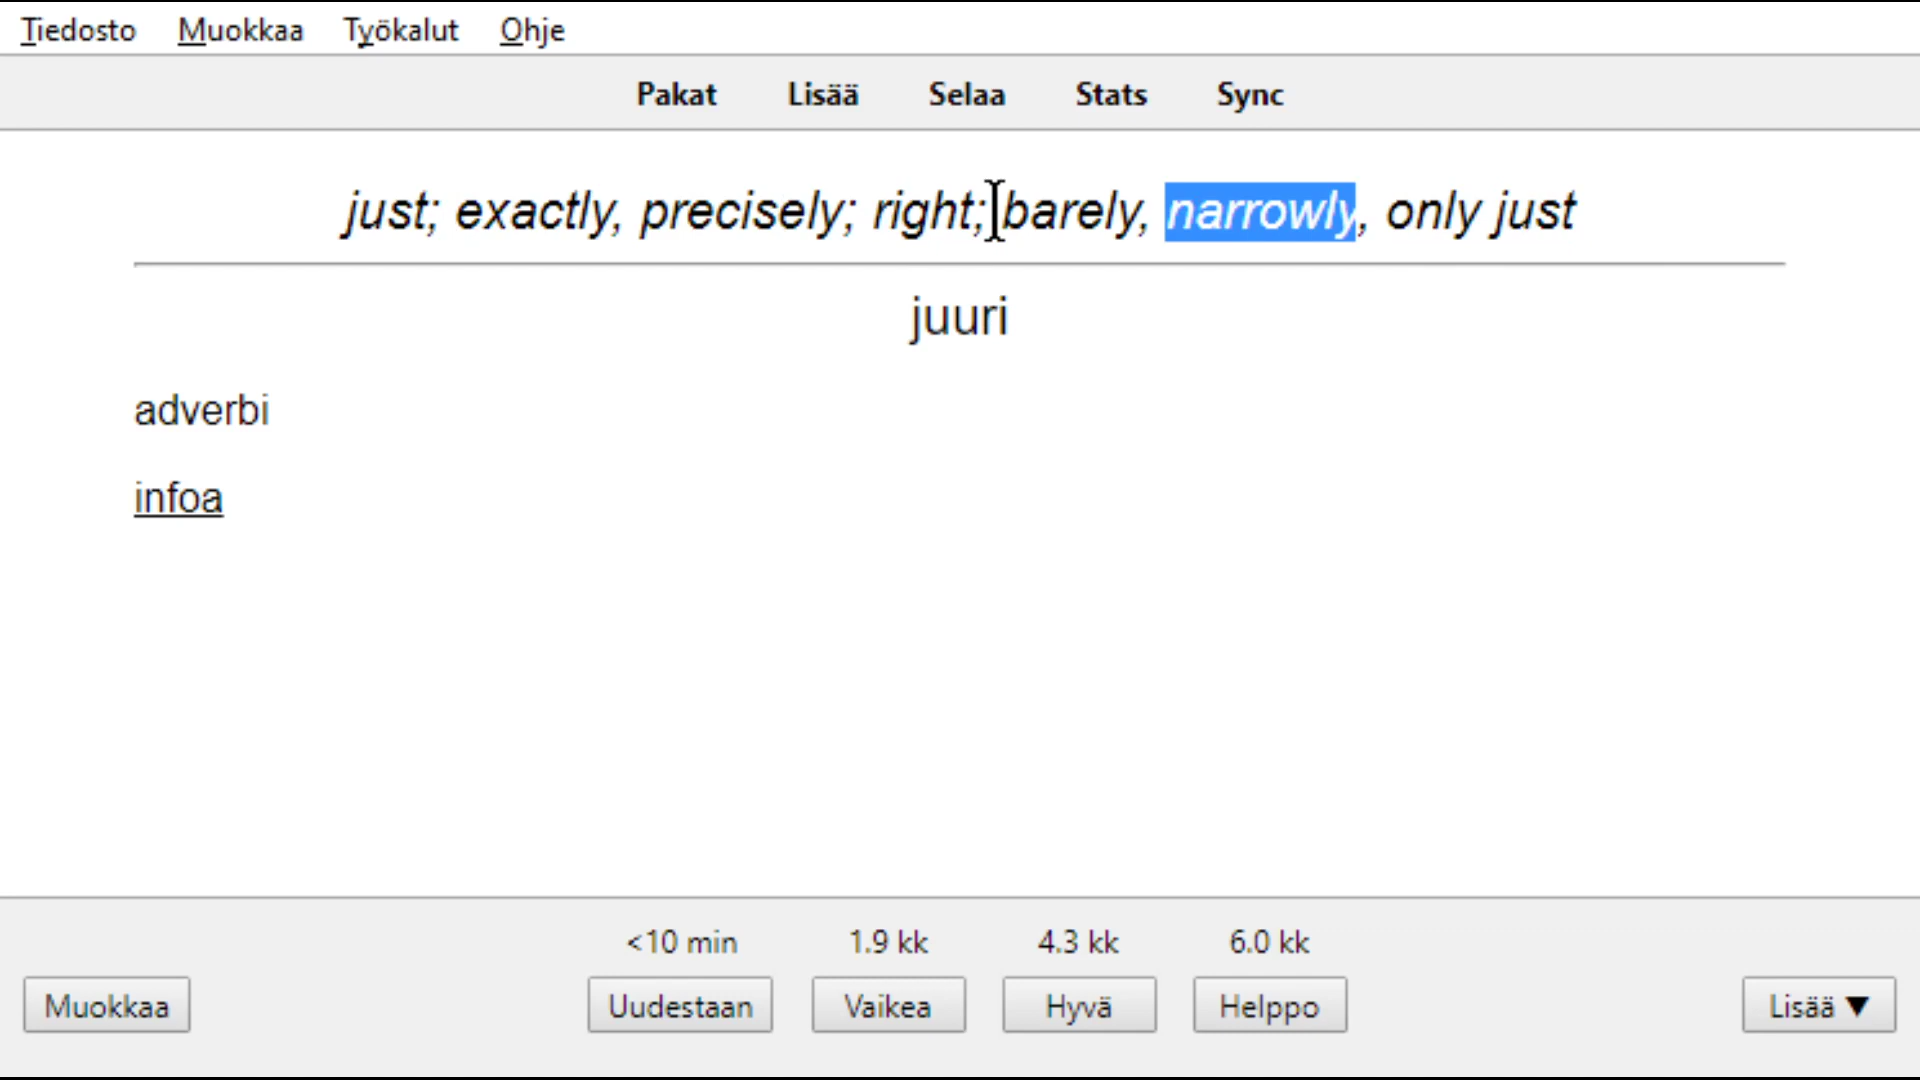 Tiedosto Muokkaa Työkalut Ohje
Pakat Lisää Selaa Stats Sync
just; exactly, precisely; right; barely, narrowly, only just
juuri
adverbi
infoa
<10 min 1.9 kk 4.3 kk 6.0 kk
Muokkaa Uudestaan Vaikea Hyvä Helppo Lisää ▼